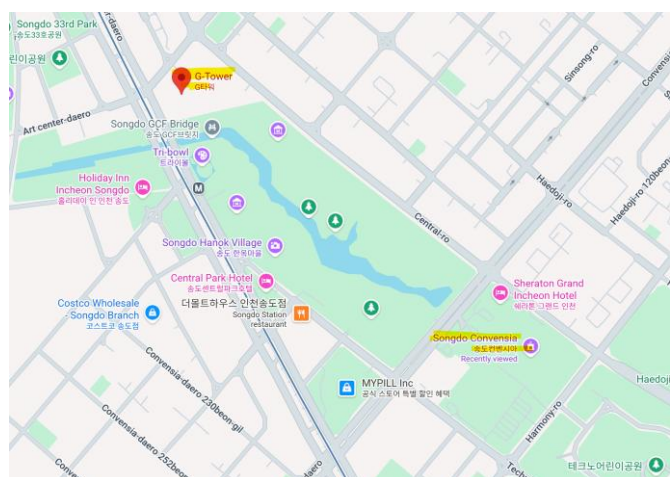 Songdo 33rd Park
송도33호공원
린이공원
Art center-daero
art center-daero
G-Tower
G타워
Songdo GCF Bridge
송도 GCF브릿지
Tri-bowl
트라이볼
Holiday Inn
Incheon Songdo
홀리데이 인 인천 송도
M
Songdo Hanok Village
송도 한옥마을
Central Park Hotel
송도센트럴파크호텔
더몰트하우스 인천송도점
Songdo Station
restaurant
Costco Wholesale
- Songdo Branch
코스트코 송도점
Convensia-daero 230beon-gil
Convensia-daero 252beon-gil
MYPILL Inc
공식 스토어 특별 할인 혜택
Central-ro
Sinsong-ro
Convensia
Haedoji-ro
Haedoji-ro 120beon
Sheraton Grand
Incheon Hotel
쉐라톤 그랜드 인천
Songdo Convensia
송도컨벤시아
Recently viewed
Harmony-ro
Haedoji
Tech
daero
테크노어린이공원